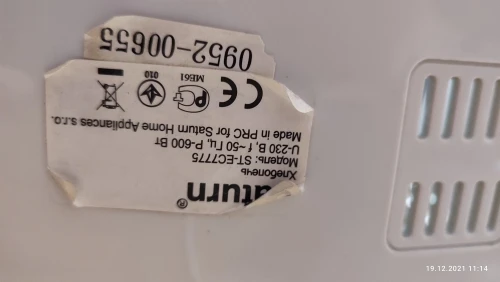 aturn®
Хлебопечь
Модель: ST-EC7775
U-230 В, f~50 Гц, Р-600 Вт
Made in PRC for Saturn Home Appliances s.r.o.
CE
МЕ61
010
0952-00655
19.12.2021 11:14